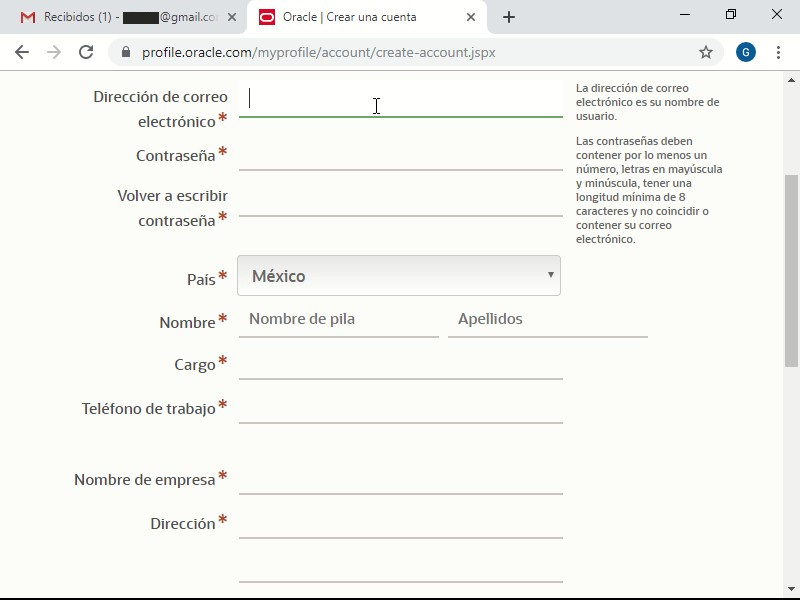 Recibidos (1) - @gmail.co
Oracle | Crear una cuenta
profile.oracle.com/myprofile/account/create-account.jspx
G
Dirección de correo
electrónico*
La dirección de correo
electrónico es su nombre de
usuario.
Contraseña*
Las contraseñas deben
contener por lo menos un
número, letras en mayúscula
y minúscula, tener una
longitud mínima de 8
caracteres y no coincidir o
contener su correo
electrónico.
Volver a escribir
contraseña*
País* México
Nombre* Nombre de pila Apellidos
Cargo*
Teléfono de trabajo*
Nombre de empresa*
Dirección*